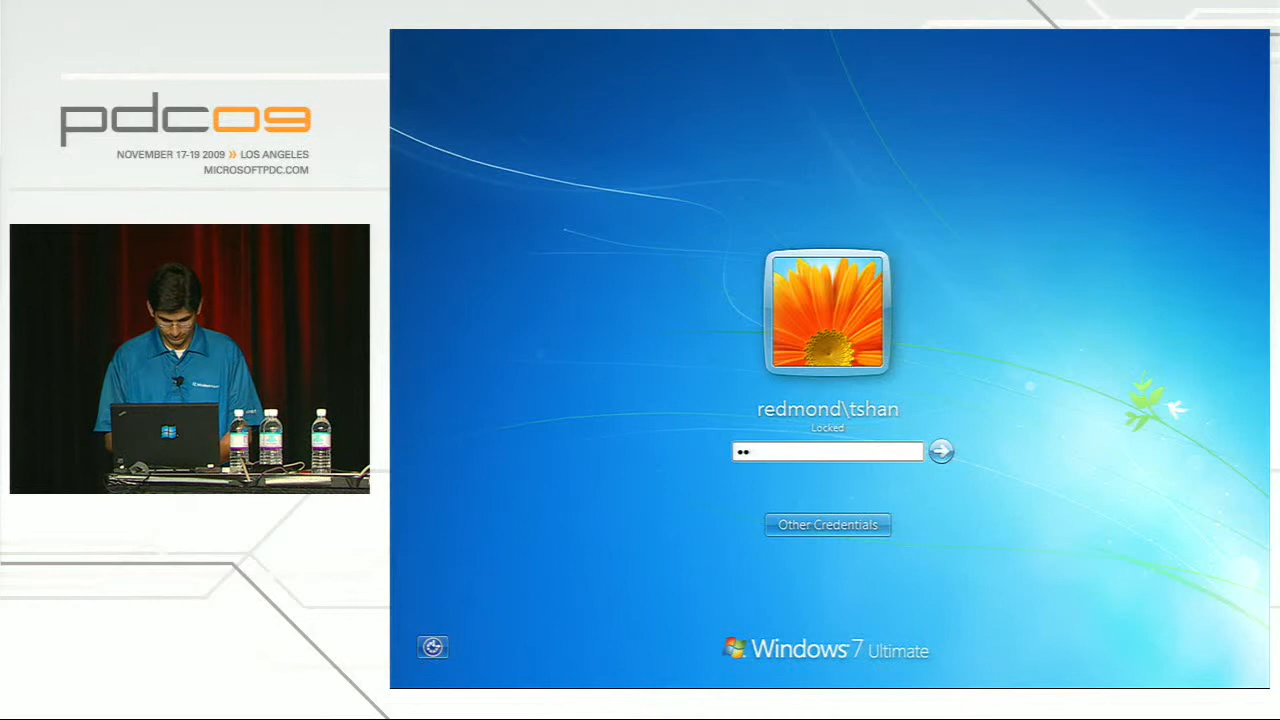 pdc09
NOVEMBER 17-19 2009 » LOS ANGELES
MICROSOFTPDC.COM
redmond\tshan
Locked
Other Credentials
Windows 7 Ultimate